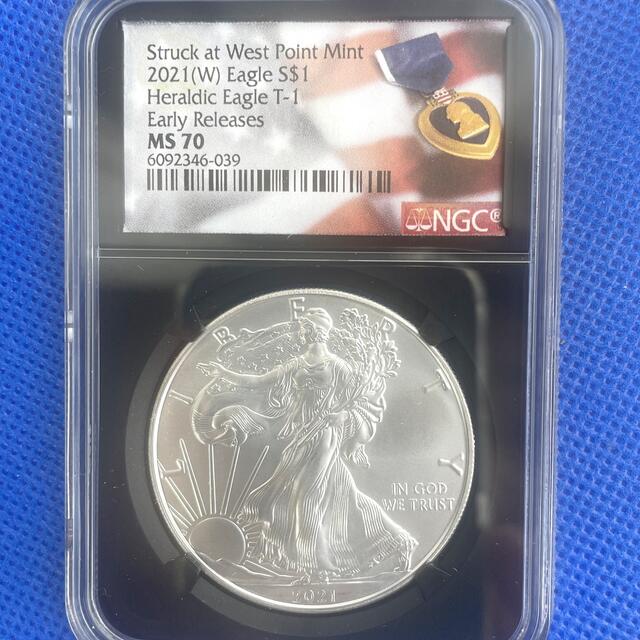 Struck at West Point Mint
2021(W) Eagle S$1
Heraldic Eagle T-1
Early Releases
MS 70
6092346-039
NGC®
LIBERTY
IN GOD
WE TRUST
2021